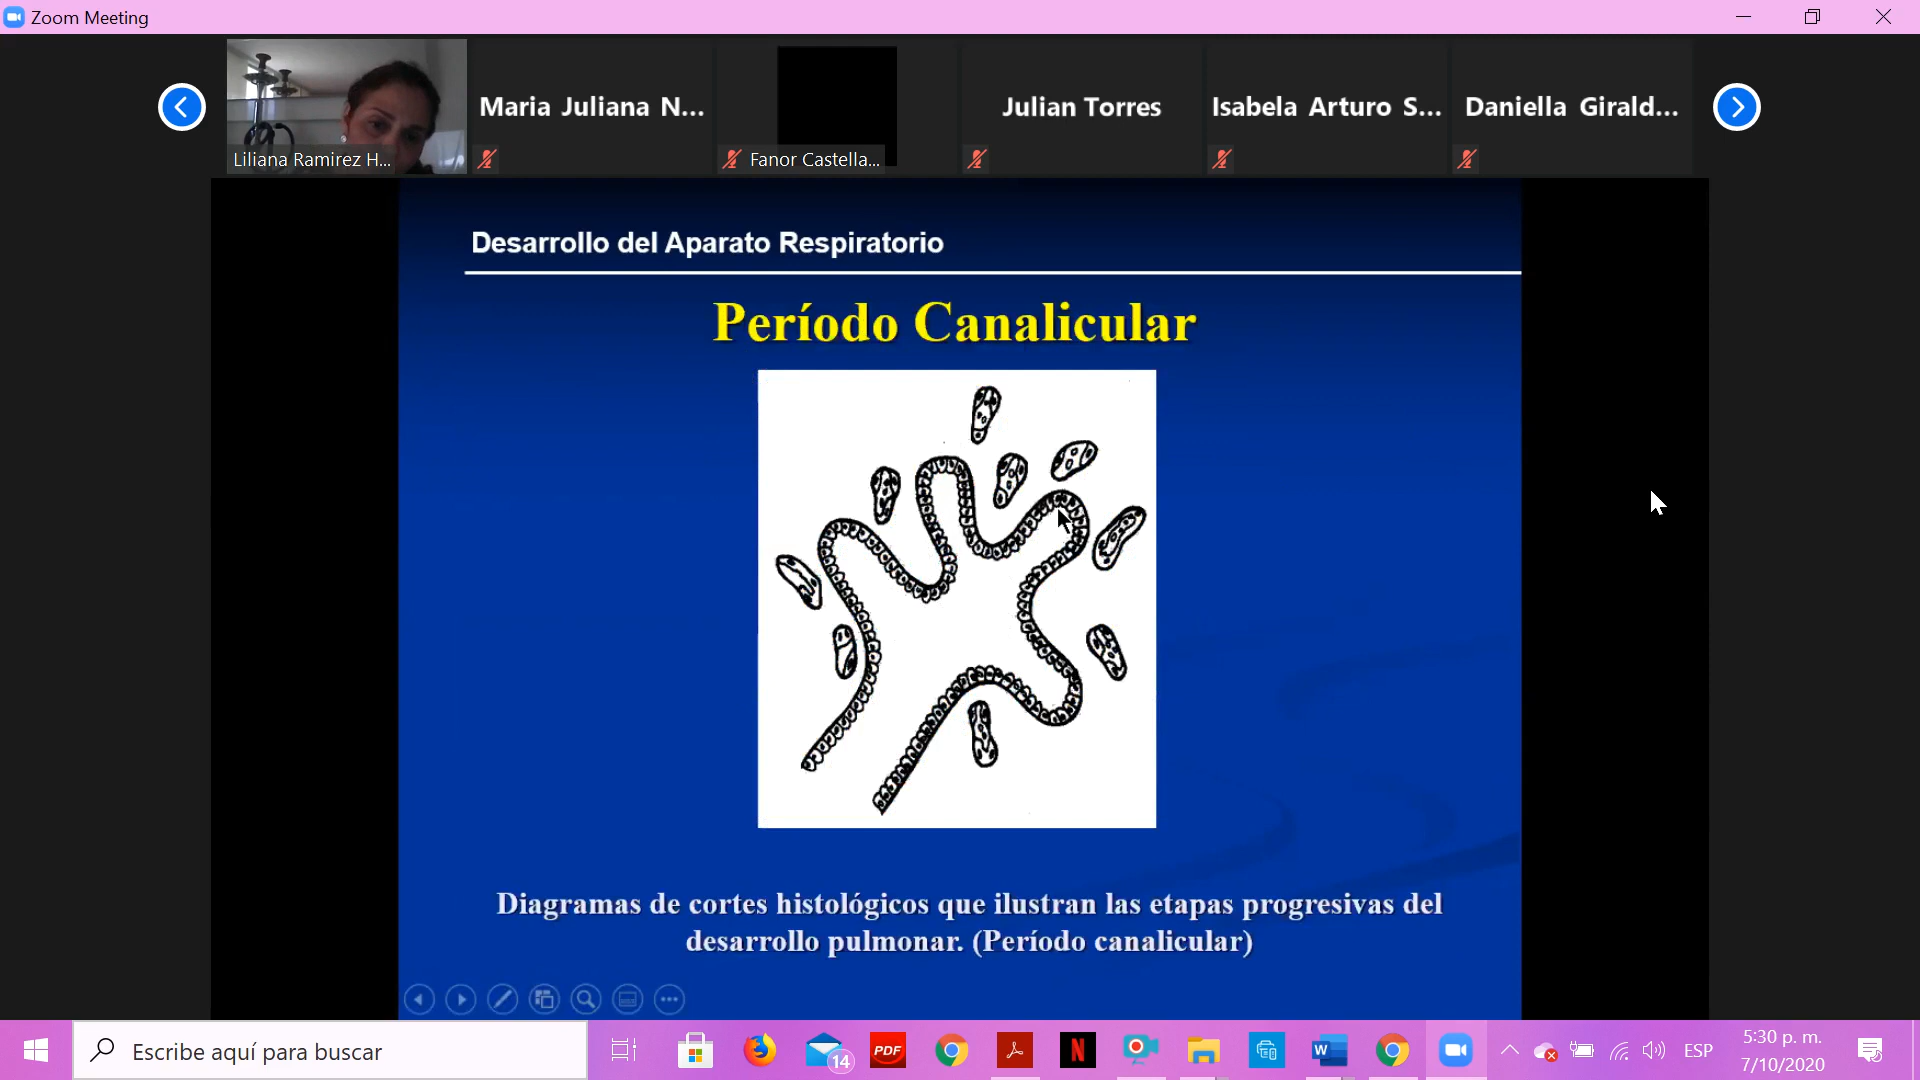 Zoom Meeting
Liliana Ramirez H...
Maria Juliana N...
Fanor Castella...
Julian Torres
Isabela Arturo S...
Daniella Girald...
Desarrollo del Aparato Respiratorio
Período Canalicular
Diagramas de cortes histológicos que ilustran las etapas progresivas del
desarrollo pulmonar. (Período canalicular)
Escribe aquí para buscar
14
PDF
N
W
ESP
5:30 p. m.
7/10/2020